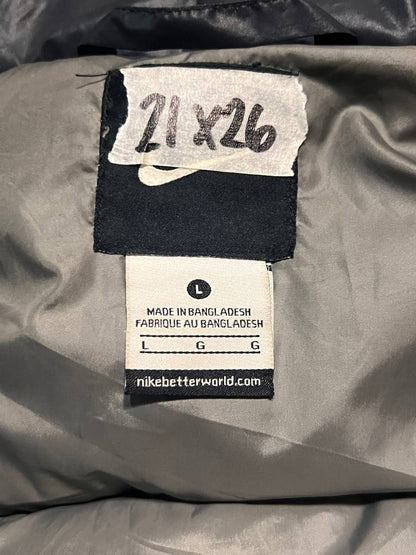 21x26
L
MADE IN BANGLADESH
FABRIQUE AU BANGLADESH
L G G
nikebetterworld.com